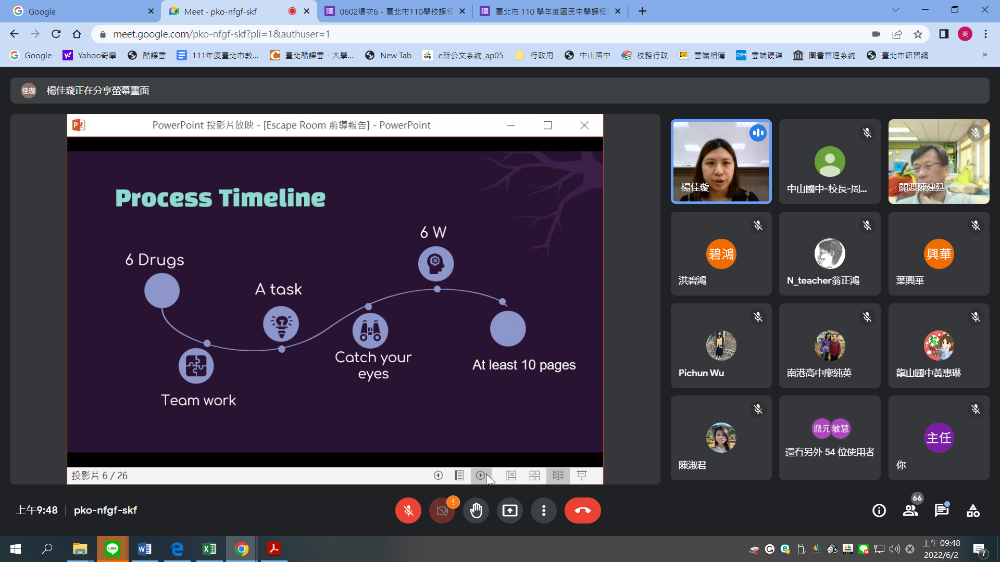 Google
Meet - pko-nfgf-skf
0602場次6 - 臺北市110學校課程
臺北市 110 學年度國民中學課程
meet.google.com/pko-nfgf-skf?pli=1&authuser=1
美
Google
Yahoo奇摩
酷課雲
111年度臺北市教...
臺北酷課雲 - 大學...
New Tab
e新公文系統_ap05
行政用
中山國中
校務行政
雲端相簿
DSM
雲端硬碟
圖書管理系統
臺北市研習網
»
佳璇
楊佳璇正在分享螢幕畫面
PowerPoint 投影片放映 - [Escape Room 前導報告] - PowerPoint
Process Timeline
6 W
6 Drugs
A task
Catch your
eyes
At least 10 pages
Team work
投影片 6 / 26
楊佳璇
中山國中-校長-周...
關渡陳建廷
碧鴻
洪碧鴻
N_teacher翁正鴻
興華
葉興華
Pichun Wu
南港高中廖純英
龍山國中黃惠琳
陳淑君
鼎元
敏慧
還有另外 54 位使用者
主任
你
上午9:48
pko-nfgf-skf
!
66
上午 09:48
2022/6/2
7